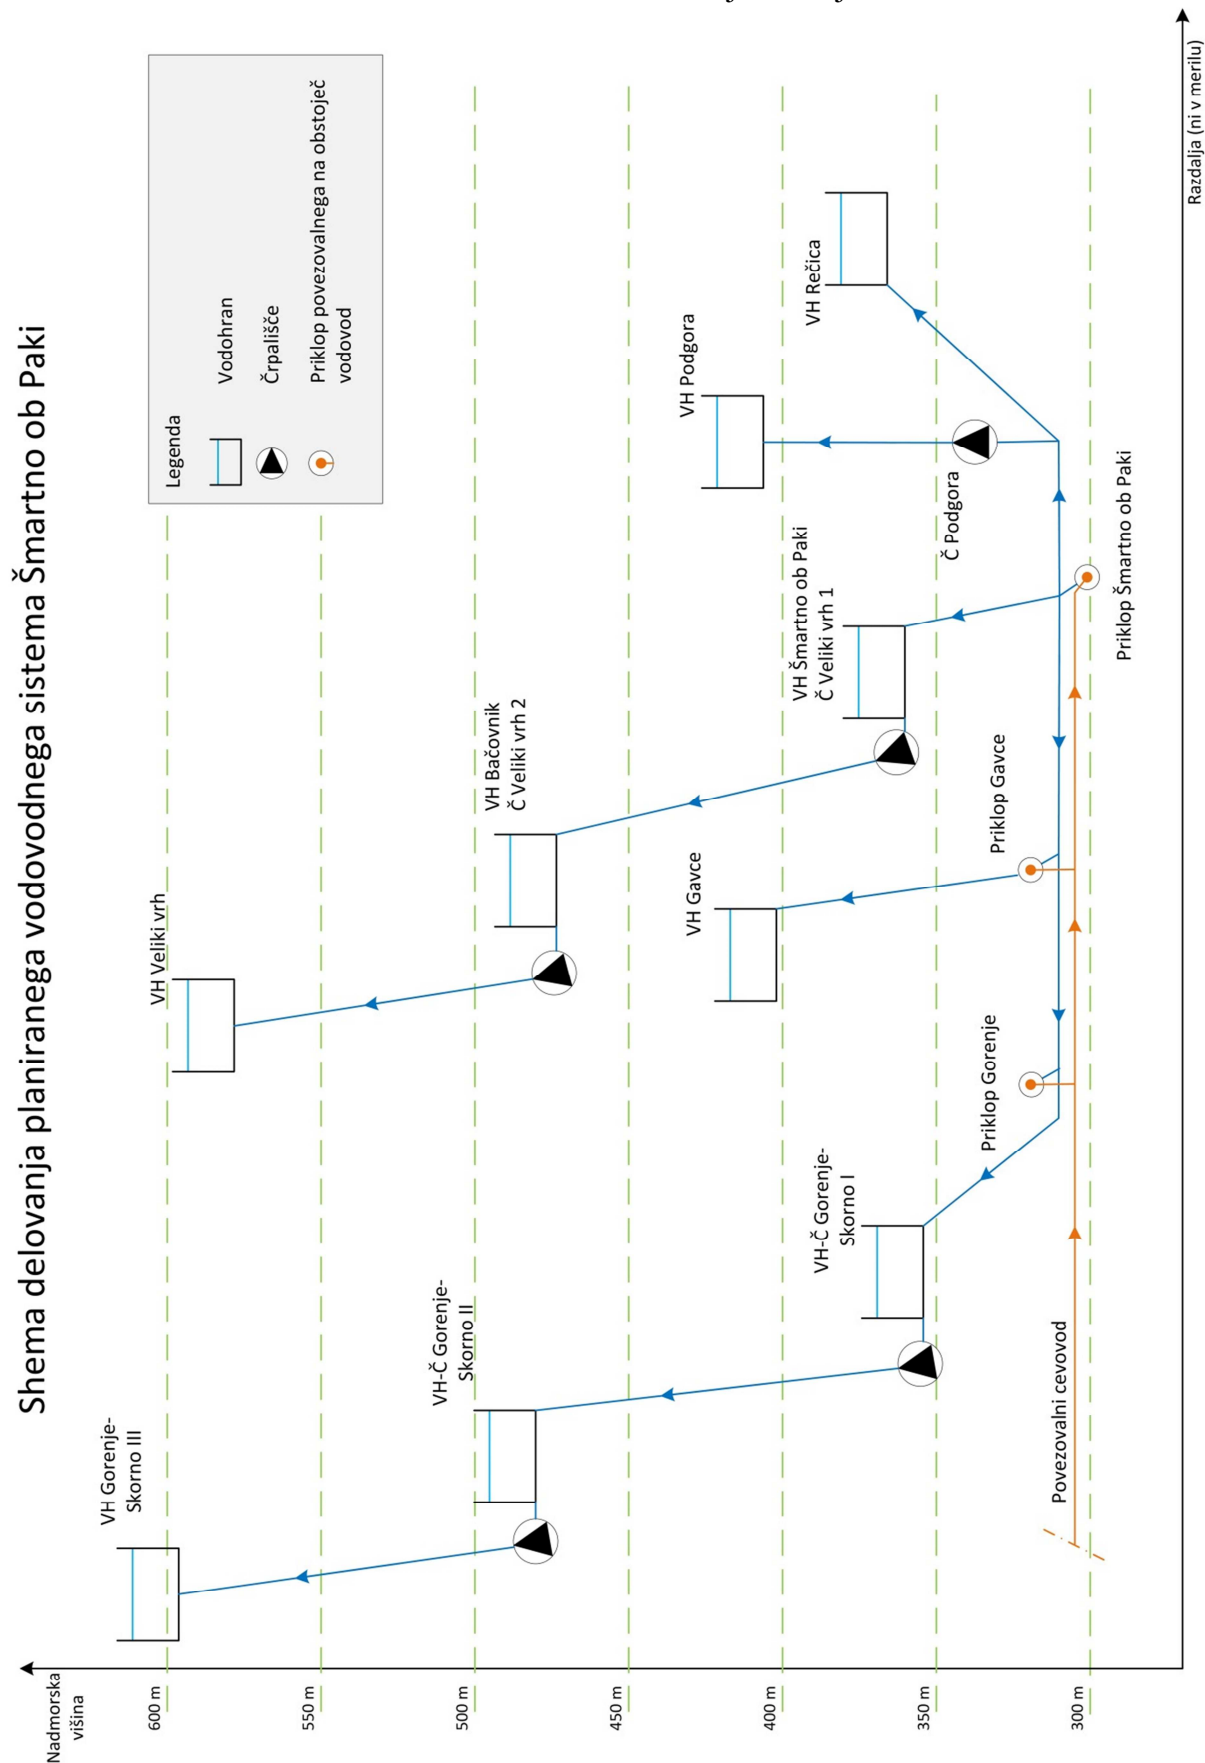 Shema delovanja planiranega vodovodnega sistema Šmartno ob Paki
Nadmorska
višina
600 m
550 m
500 m
450 m
400 m
350 m
300 m
Legenda
Vodohran
Črpališče
Priklop povezovalnega na obstoječ
vodovod
VH Gorenje-
Skorno III
VH Veliki vrh
VH-Č Gorenje-
Skorno II
VH Bačovnik
Č Veliki vrh 2
VH Gavce
VH Podgora
VH Šmartno ob Paki
Č Veliki vrh 1
VH Rečica
VH-Č Gorenje-
Skorno I
Č Podgora
Priklop Gorenje
Priklop Gavce
Povezovalni cevovod
Priklop Šmartno ob Paki
Razdalja (ni v merilu)